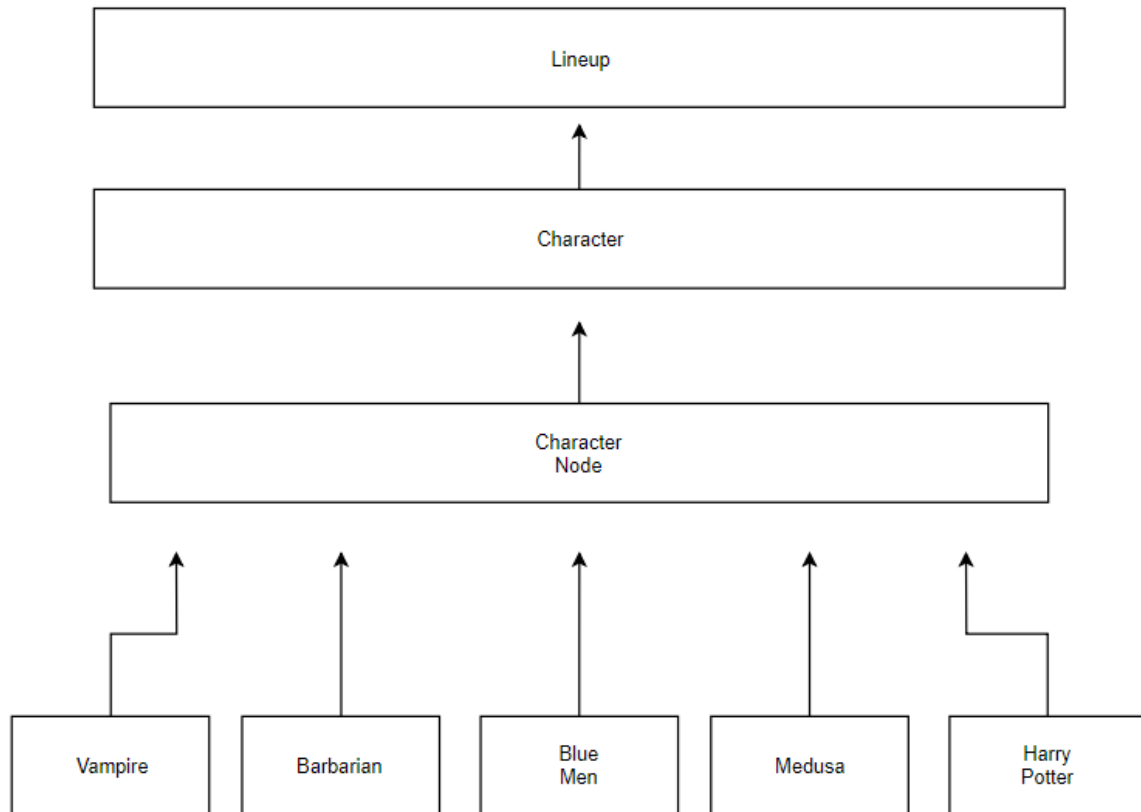 Lineup
Character
Character
Node
Vampire
Barbarian
Blue
Men
Medusa
Harry
Potter